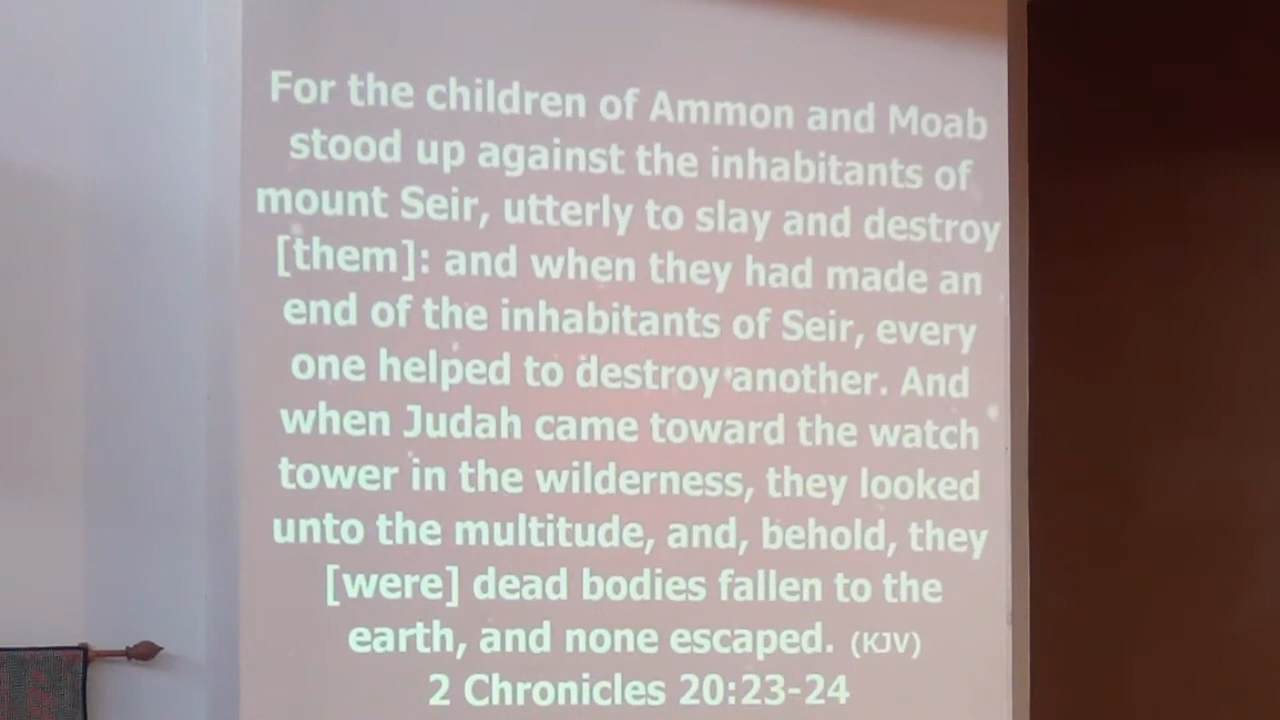 For the children of Ammon and Moab
stood up against the inhabitants of
mount Seir, utterly to slay and destroy
[them]: and when they had made an
end of the inhabitants of Seir, every
one helped to destroy another. And
when Judah came toward the watch
tower in the wilderness, they looked
unto the multitude, and, behold, they
[were] dead bodies fallen to the
earth, and none escaped. (KJV)
2 Chronicles 20:23-24